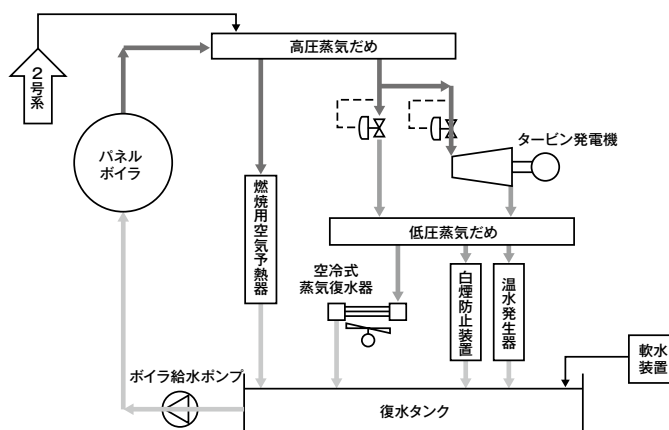 高圧蒸気だめ
2号系
パネル
ボイラ
タービン発電機
燃焼用空気予熱器
低圧蒸気だめ
空冷式
蒸気復水器
白煙防止装置
温水発生器
軟水
装置
ボイラ給水ポンプ
復水タンク